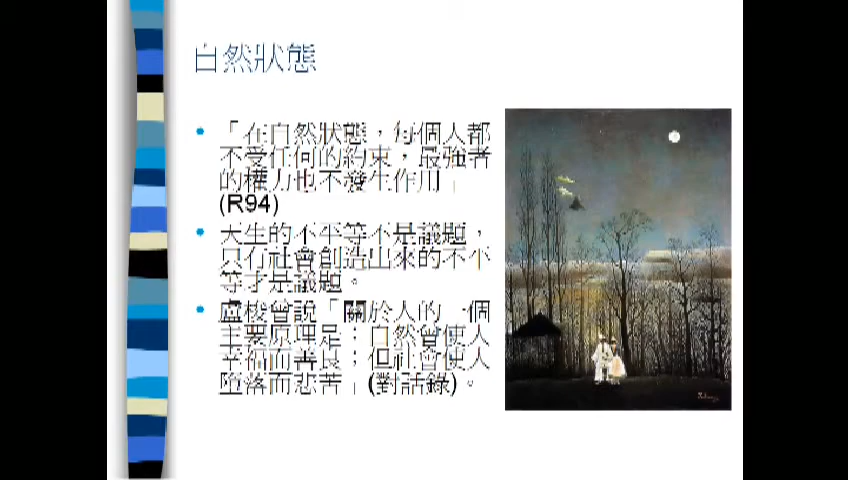 自然狀態
• 「在自然狀態，每個人都
不受任何的約束，最強者
的權力也不發生作用」
(R94)
• 天生的不平等不是議題，
只有社會創造出來的不平
等才是議題。
• 盧梭曾說「關於人的一個
主要原理是：自然會使人
幸福而善良；但社會使人
墮落而悲苦」(對話錄)。